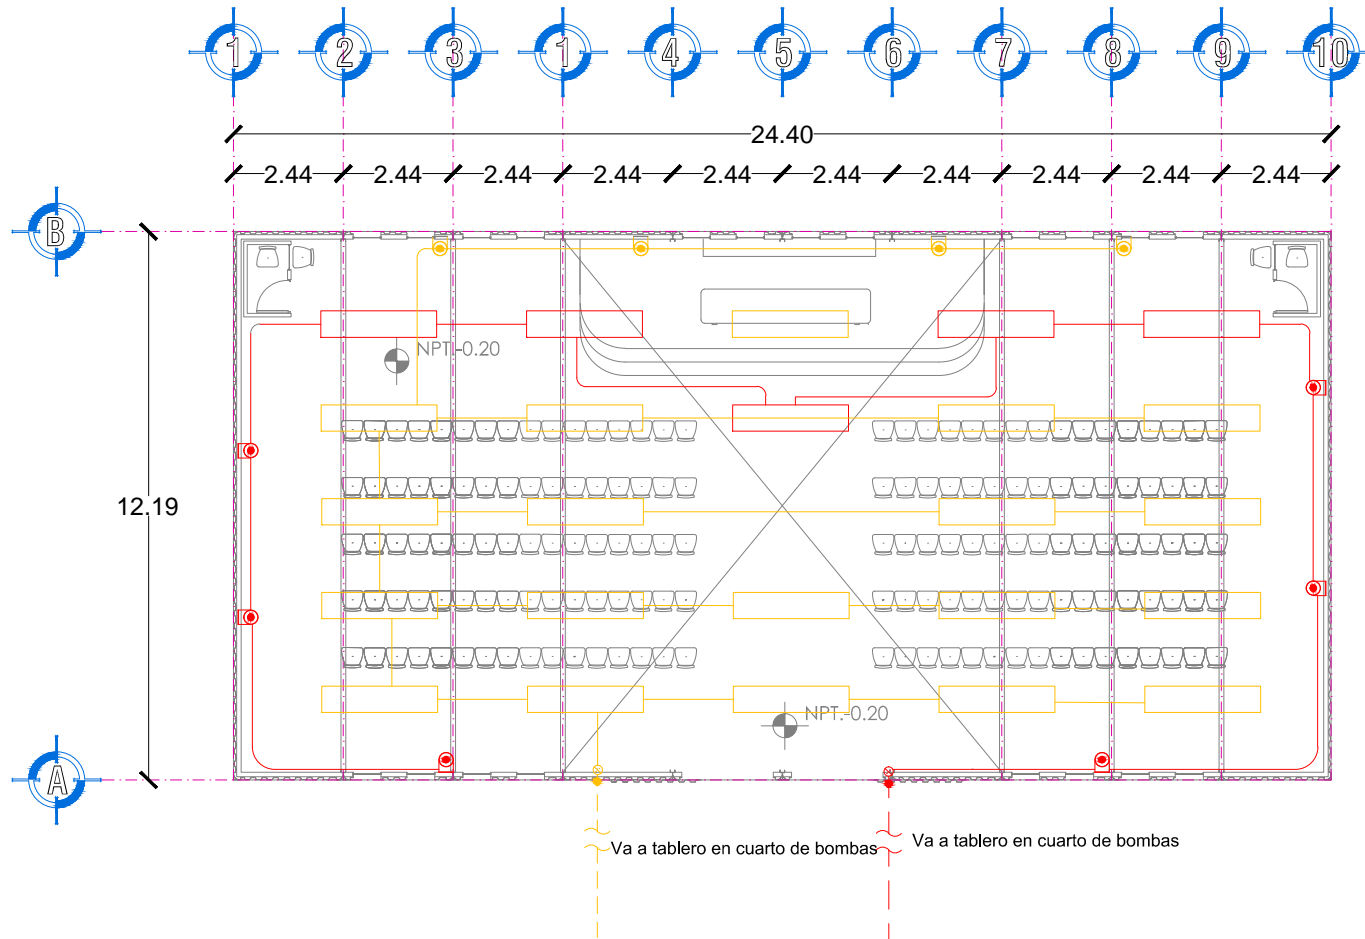 1 2 3 1 4 5 6 7 8 9 10
24.40
2.44 2.44 2.44 2.44 2.44 2.44 2.44 2.44 2.44 2.44
B
NPT.-0.20
12.19
NPT.-0.20
A
Va a tablero en cuarto de bombas
Va a tablero en cuarto de bombas